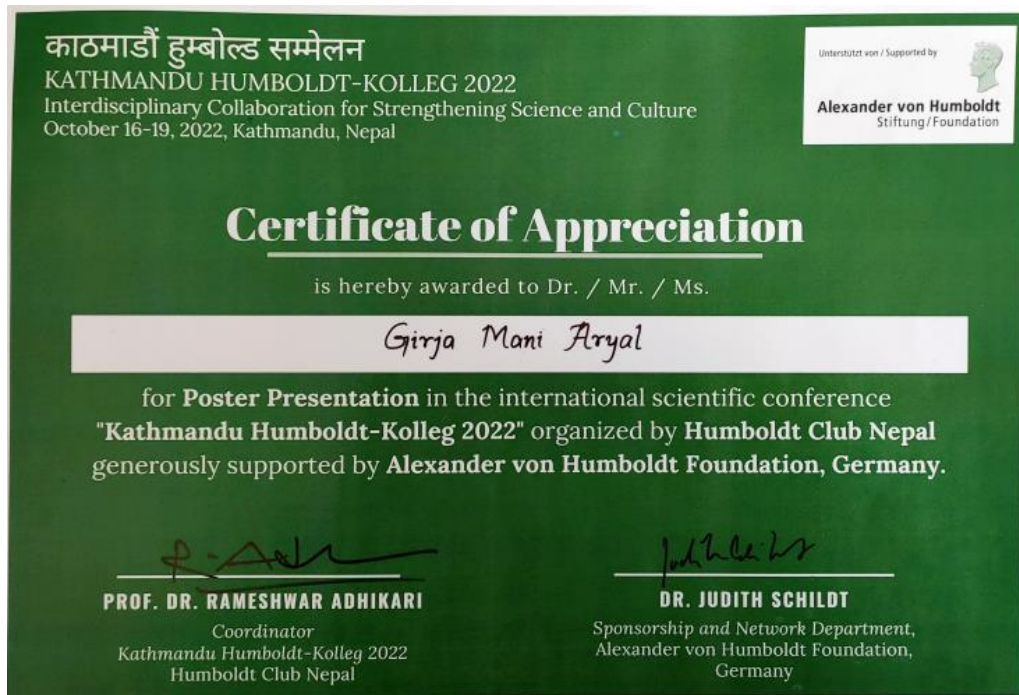 काठमाडौं हुम्बोल्ड सम्मेलन
KATHMANDU HUMBOLDT-KOLLEG 2022
Interdisciplinary Collaboration for Strengthening Science and Culture
October 16-19, 2022, Kathmandu, Nepal
Unterstützt von / Supported by
Alexander von Humboldt
Stiftung/Foundation
Certificate of Appreciation
is hereby awarded to Dr. / Mr. / Ms.
Girja Mani Aryal
for Poster Presentation in the international scientific conference
"Kathmandu Humboldt-Kolleg 2022" organized by Humboldt Club Nepal
generously supported by Alexander von Humboldt Foundation, Germany.
PROF. DR. RAMESHWAR ADHIKARI
Coordinator
Kathmandu Humboldt-Kolleg 2022
Humboldt Club Nepal
DR. JUDITH SCHILDT
Sponsorship and Network Department,
Alexander von Humboldt Foundation,
Germany